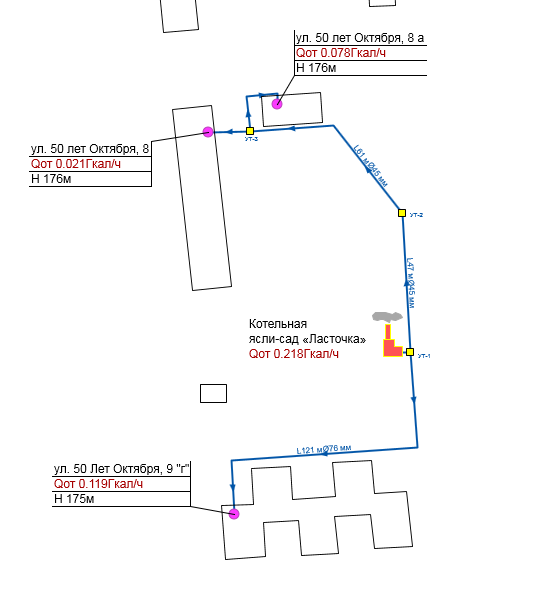 ул. 50 лет Октября, 8 а
Qот 0.078Гкал/ч
Н 176м
УТ-3
ул. 50 лет Октября, 8
Qот 0.021Гкал/ч
Н 176м
L61 мØ45 мм
УТ-2
L47 мØ45 мм
Котельная
ясли-сад «Ласточка»
Qот 0.218Гкал/ч
УТ-1
L121 мØ76 мм
ул. 50 Лет Октября, 9 "г"
Qот 0.119Гкал/ч
Н 175м